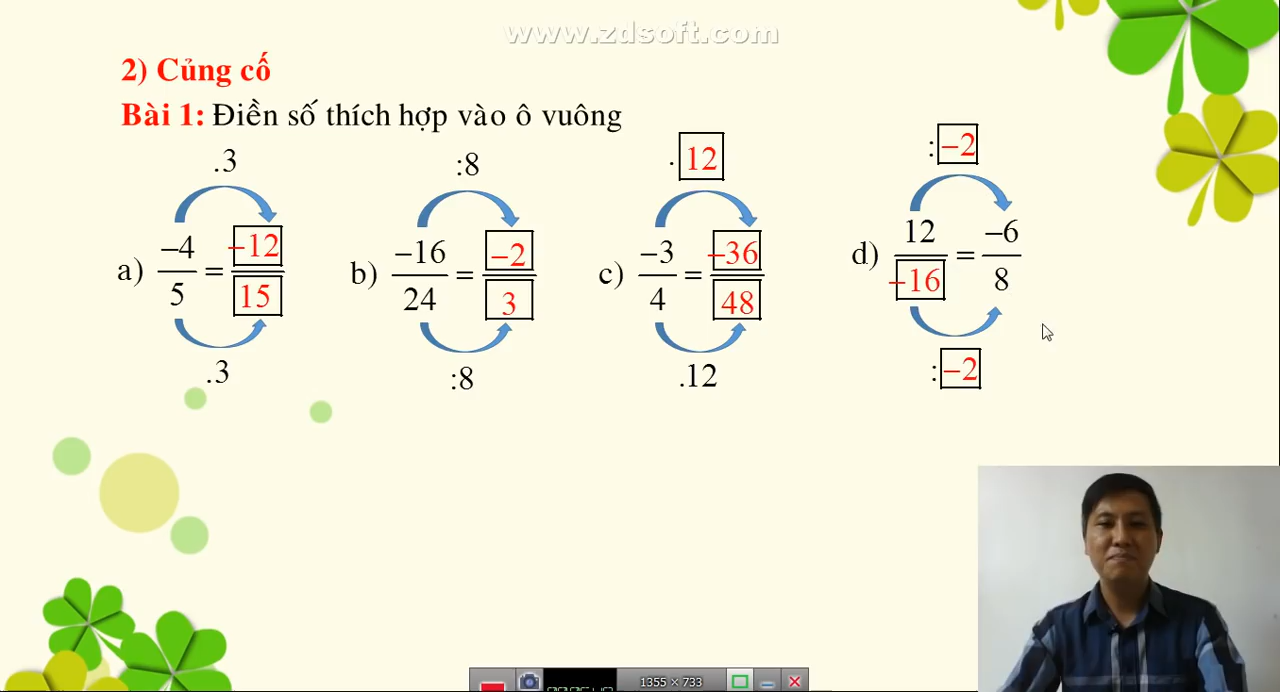 www.zdsoft.com
2) Củng cố
Bài 1: Điền số thích hợp vào ô vuông
.3 :8 . 12 : −2
a) −4/5 = −12/15 b) −16/24 = −2/3 c) −3/4 = −36/48 d) 12/−16 = −6/8
.3 :8 .12 : −2
1355 × 733